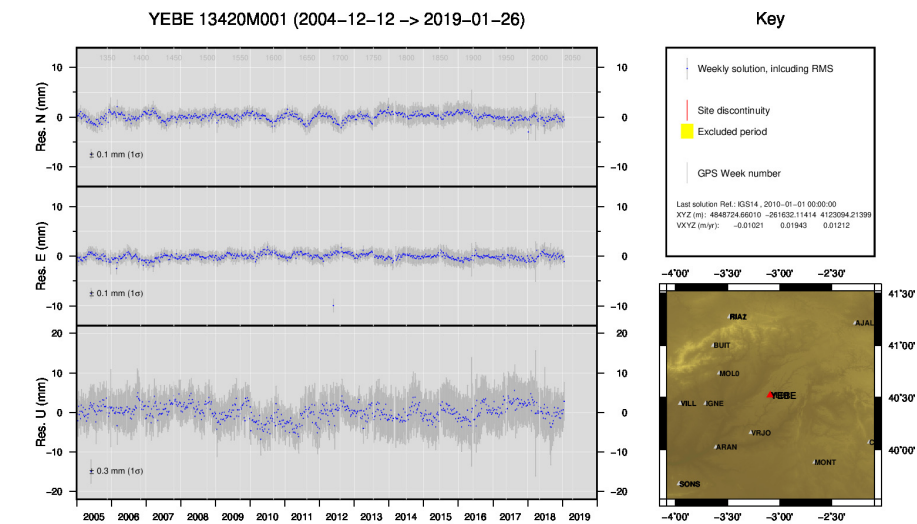 YEBE 13420M001 (2004−12−12 −> 2019−01−26)
Key
1350 1400 1450 1500 1550 1600 1650 1700 1750 1800 1850 1900 1950 2000 2050
10 10
0 0
−10 −10
Res. N (mm)
± 0.1 mm (1σ)
10 10
0 0
−10 −10
Res. E (mm)
± 0.1 mm (1σ)
20 20
10 10
0 0
−10 −10
−20 −20
Res. U (mm)
± 0.3 mm (1σ)
2005 2006 2007 2008 2009 2010 2011 2012 2013 2014 2015 2016 2017 2018 2019
Weekly solution, inlcuding RMS
Site discontinuity
Excluded period
GPS Week number
Last solution Ref.: IGS14 , 2010−01−01 00:00:00
XYZ (m): 4848724.66010 −261632.11414 4123094.21399
VXYZ (m/yr): −0.01021 0.01943 0.01212
−4˚00' −3˚30' −3˚00' −2˚30'
41˚30'
RIAZ
AJAL
41˚00'
BUIT
MOL0
40˚30'
YEBE
VILL IGNE
VRJO
ARAN
40˚00'
MONT
SONS
−4˚00' −3˚30' −3˚00' −2˚30'